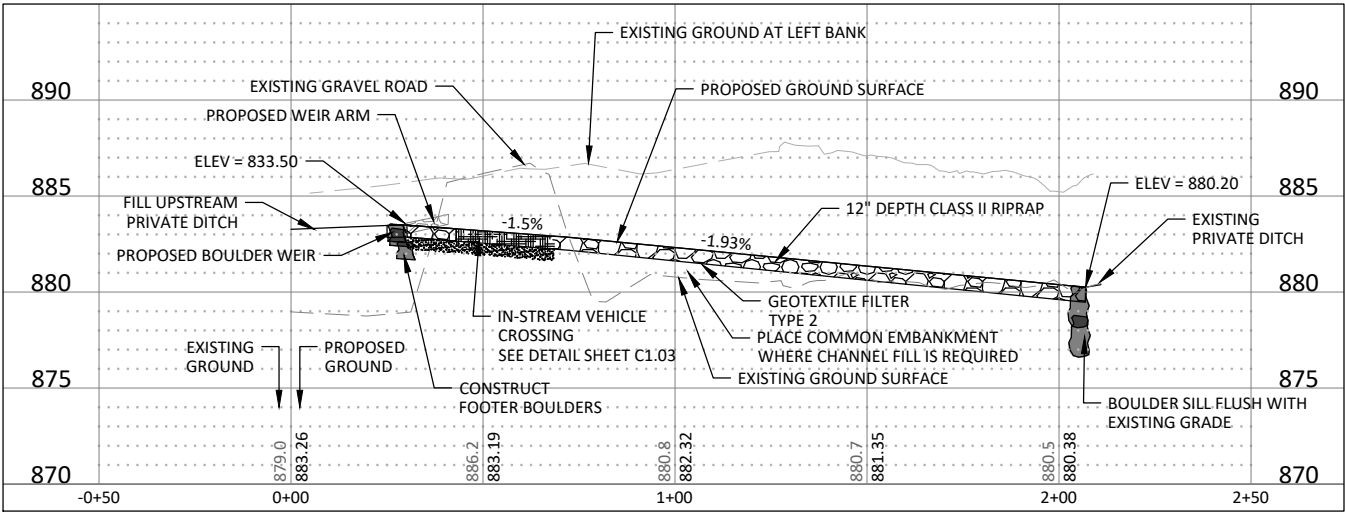 EXISTING GROUND AT LEFT BANK
890
890
EXISTING GRAVEL ROAD
PROPOSED GROUND SURFACE
PROPOSED WEIR ARM
ELEV = 833.50
ELEV = 880.20
885
885
FILL UPSTREAM
PRIVATE DITCH
12" DEPTH CLASS II RIPRAP
EXISTING
PRIVATE DITCH
-1.5%
-1.93%
PROPOSED BOULDER WEIR
880
880
GEOTEXTILE FILTER
TYPE 2
IN-STREAM VEHICLE
CROSSING
SEE DETAIL SHEET C1.03
PLACE COMMON EMBANKMENT
WHERE CHANNEL FILL IS REQUIRED
EXISTING
GROUND
PROPOSED
GROUND
EXISTING GROUND SURFACE
875
875
CONSTRUCT
FOOTER BOULDERS
BOULDER SILL FLUSH WITH
EXISTING GRADE
879.0
883.26
886.2
883.19
880.8
882.32
880.7
881.35
880.5
880.38
870
870
-0+50
0+00
1+00
2+00
2+50